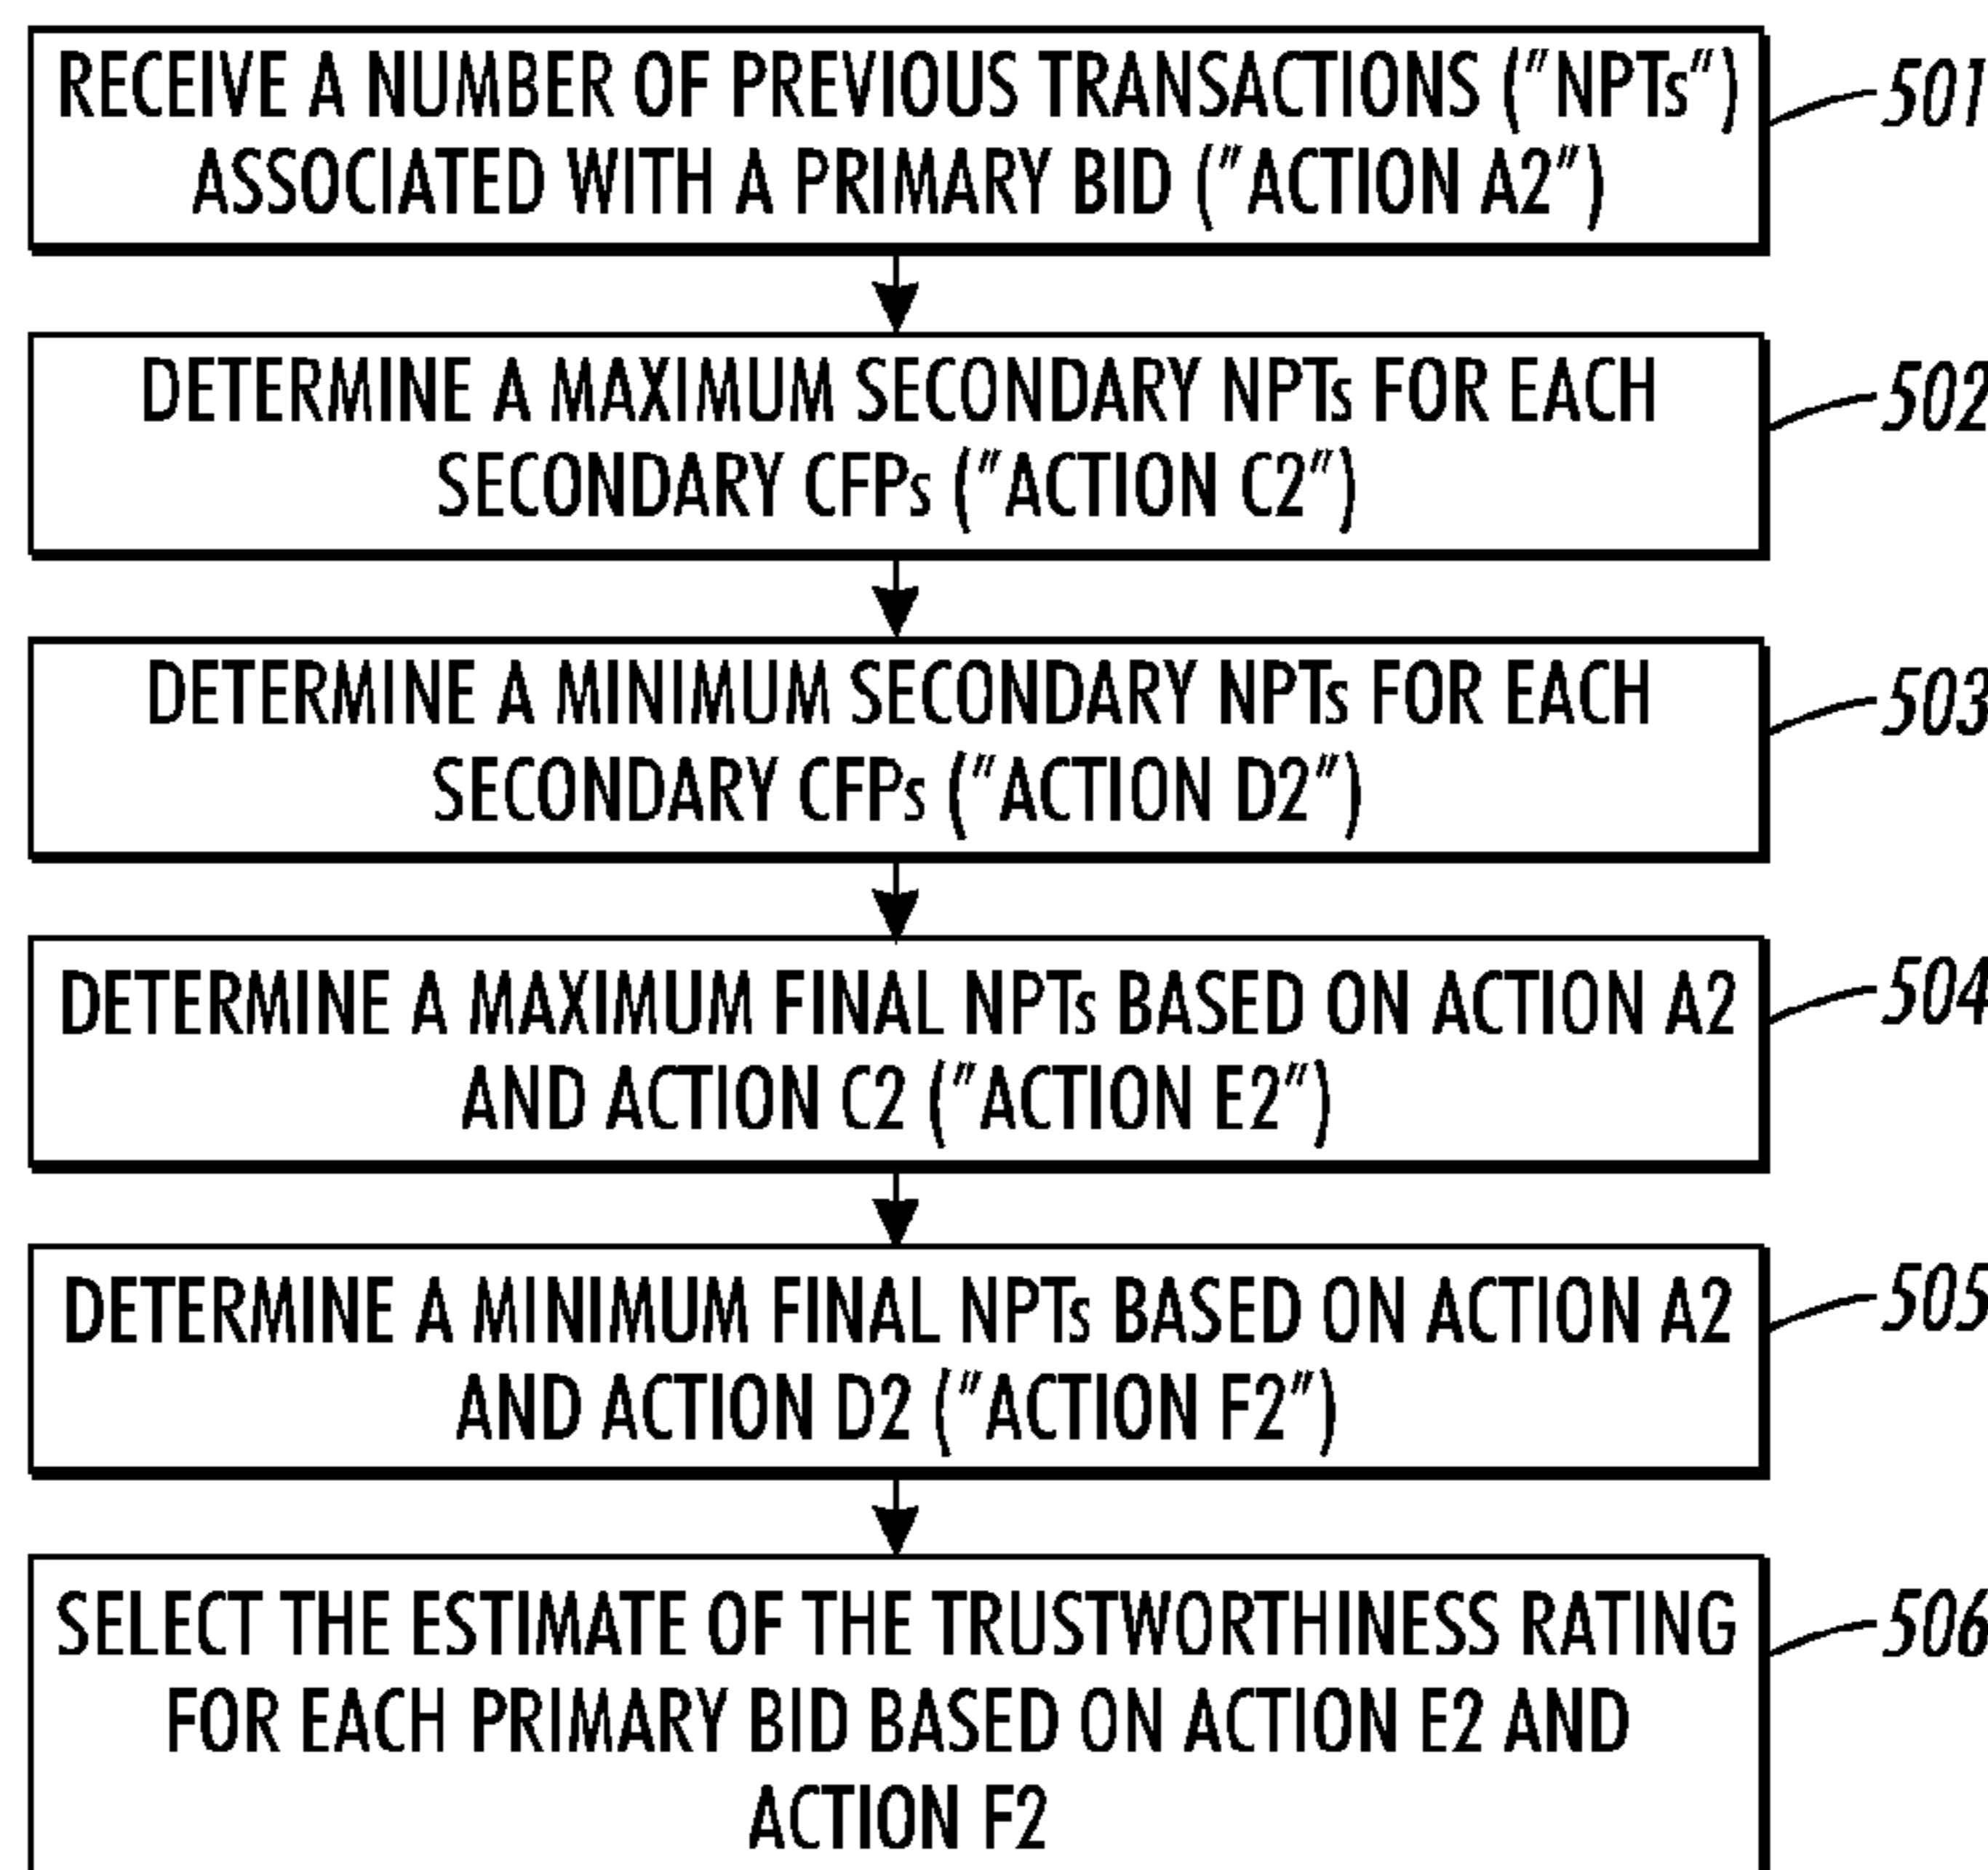 RECEIVE A NUMBER OF PREVIOUS TRANSACTIONS ("NPTs")
ASSOCIATED WITH A PRIMARY BID ("ACTION A2")
501
DETERMINE A MAXIMUM SECONDARY NPTs FOR EACH
SECONDARY CFPs ("ACTION C2")
502
DETERMINE A MINIMUM SECONDARY NPTs FOR EACH
SECONDARY CFPs ("ACTION D2")
503
DETERMINE A MAXIMUM FINAL NPTs BASED ON ACTION A2
AND ACTION C2 ("ACTION E2")
504
DETERMINE A MINIMUM FINAL NPTs BASED ON ACTION A2
AND ACTION D2 ("ACTION F2")
505
SELECT THE ESTIMATE OF THE TRUSTWORTHINESS RATING
FOR EACH PRIMARY BID BASED ON ACTION E2 AND
ACTION F2
506